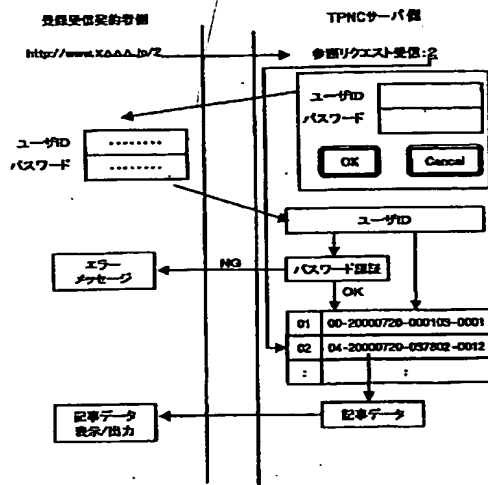 登録受信契約者側
TPNCサーバ側
http://www.x△△△.jp/2
参画リクエスト受信:2
ユーザID
パスワード
OK
Cancel
ユーザID ........
パスワード ........
ユーザID
エラー
メッセージ
NG
パスワード認証
OK
01 00-20000720-000103-0001
02 04-20000720-037802-0012
: :
記事データ
表示/出力
記事データ